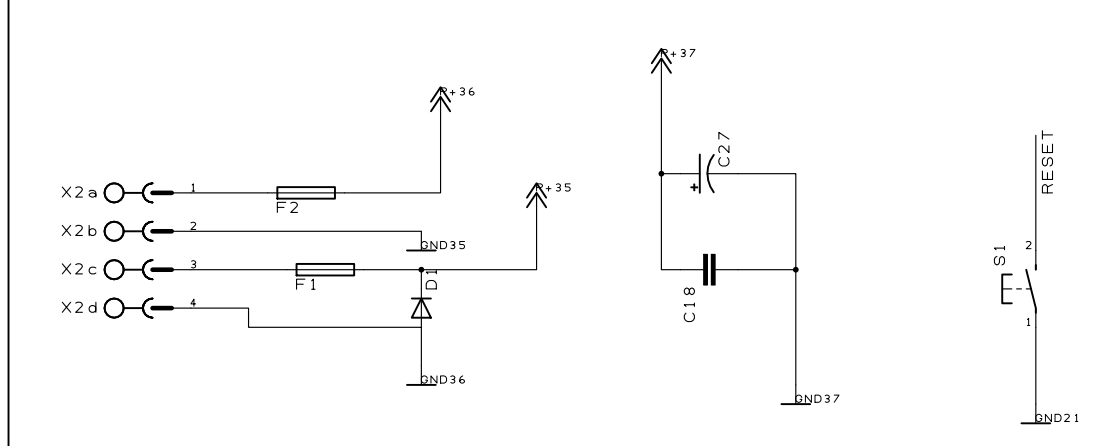 P+37
P+36
C27
RESET
X2a 1
F2
P+35
X2b 2
GND35
S1 2
X2c 3
F1
D1
X2d 4
C18
1
GND36
GND37
GND21